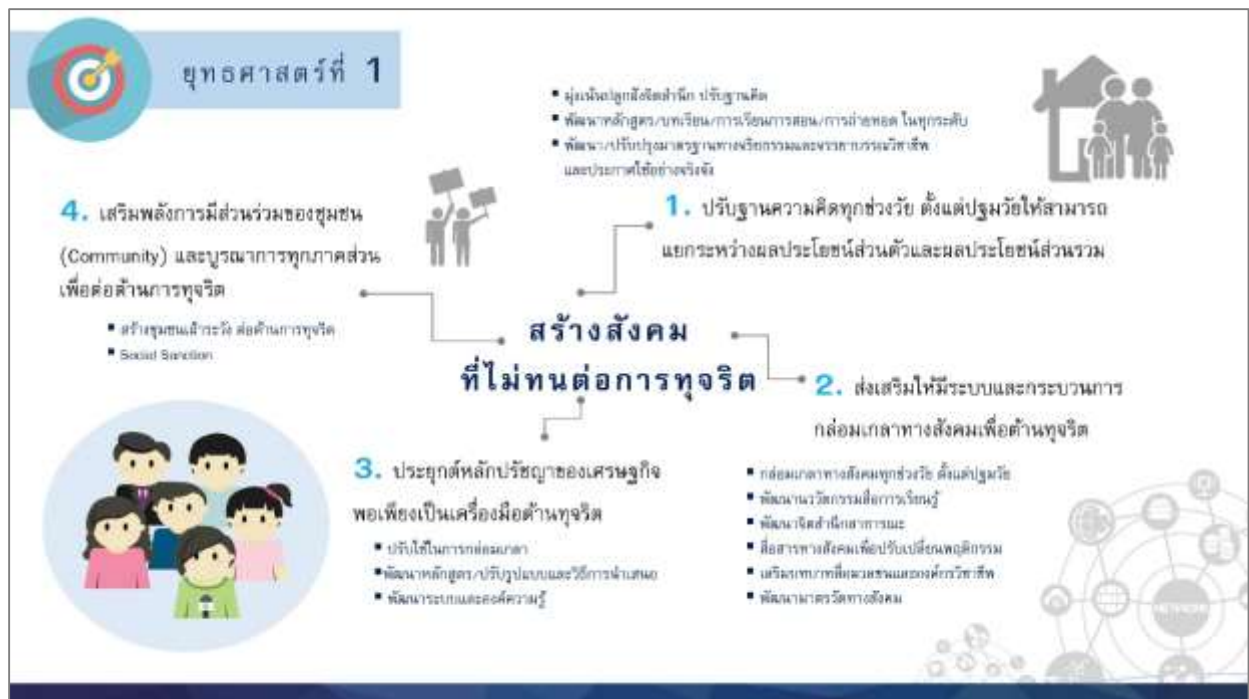 ยุทธศาสตร์ที่ 1
▪ มุ่งเน้นปลูกฝังจิตสำนึก ปรับฐานคิด
▪ พัฒนาหลักสูตร/บทเรียน/การเรียนการสอน/การถ่ายทอด ในทุกระดับ
▪ พัฒนา/ปรับปรุงมาตรฐานทางจริยธรรมและจรรยาบรรณวิชาชีพ
และประกาศใช้อย่างจริงจัง
1. ปรับฐานความคิดทุกช่วงวัย ตั้งแต่ปฐมวัยให้สามารถ
แยกระหว่างผลประโยชน์ส่วนตัวและผลประโยชน์ส่วนรวม
4. เสริมพลังการมีส่วนร่วมของชุมชน
(Community) และบูรณาการทุกภาคส่วน
เพื่อต่อต้านการทุจริต
▪ สร้างชุมชนเฝ้าระวัง ต่อต้านการทุจริต
▪ Social Sanction
สร้างสังคม
ที่ไม่ทนต่อการทุจริต
2. ส่งเสริมให้มีระบบและกระบวนการ
กล่อมเกลาทางสังคมเพื่อต้านทุจริต
▪ กล่อมเกลาทางสังคมทุกช่วงวัย ตั้งแต่ปฐมวัย
▪ พัฒนานวัตกรรมสื่อการเรียนรู้
▪ พัฒนาจิตสำนึกสาธารณะ
▪ สื่อสารทางสังคมเพื่อปรับเปลี่ยนพฤติกรรม
▪ เสริมบทบาทสื่อมวลชนและองค์กรวิชาชีพ
▪ พัฒนามาตรวัดทางสังคม
3. ประยุกต์หลักปรัชญาของเศรษฐกิจ
พอเพียงเป็นเครื่องมือต้านทุจริต
▪ ปรับใช้ในการกล่อมเกลา
▪พัฒนาหลักสูตร/ปรับรูปแบบและวิธีการนำเสนอ
▪ พัฒนาระบบและองค์ความรู้
NETWORK